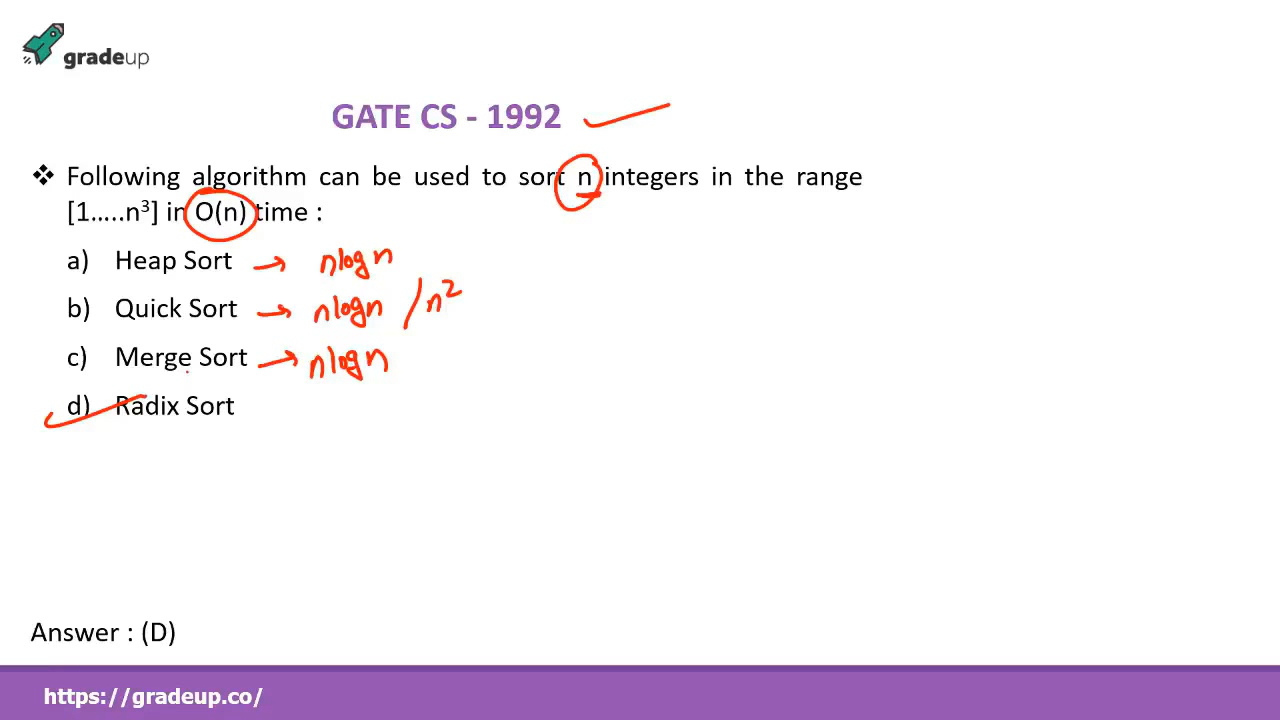 gradeup
GATE CS - 1992
❖ Following algorithm can be used to sort n integers in the range
[1.....n³] in O(n) time :
a) Heap Sort → nlogn
b) Quick Sort → nlogn / n²
c) Merge Sort → nlogn
d) Radix Sort
Answer : (D)
https://gradeup.co/